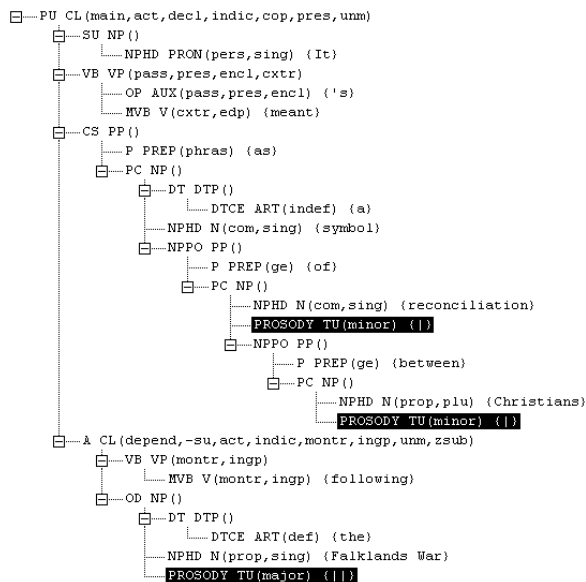 PU CL(main,act,decl,indic,cop,pres,unm)
SU NP()
NPHD PRON(pers,sing) {It}
VB VP(pass,pres,encl,cxtr)
OP AUX(pass,pres,encl) {'s}
MVB V(cxtr,edp) {meant}
CS PP()
P PREP(phras) {as}
PC NP()
DT DTP()
DTCE ART(indef) {a}
NPHD N(com,sing) {symbol}
NPPO PP()
P PREP(ge) {of}
PC NP()
NPHD N(com,sing) {reconciliation}
PROSODY TU(minor) {|}
NPPO PP()
P PREP(ge) {between}
PC NP()
NPHD N(prop,plu) {Christians}
PROSODY TU(minor) {|}
A CL(depend,-su,act,indic,montr,ingp,unm,zsub)
VB VP(montr,ingp)
MVB V(montr,ingp) {following}
OD NP()
DT DTP()
DTCE ART(def) {the}
NPHD N(prop,sing) {Falklands War}
PROSODY TU(major) {||}